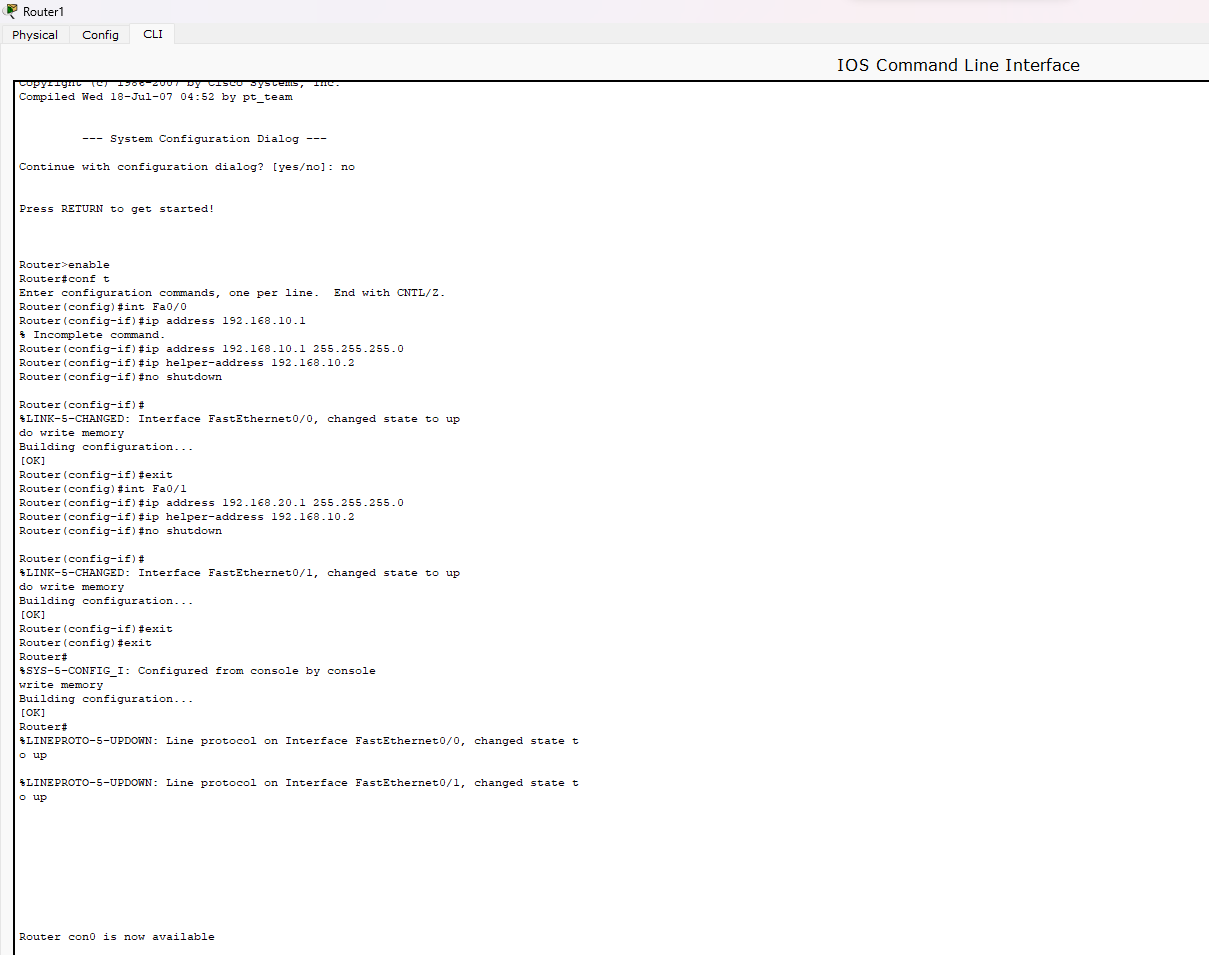 Router1
Physical Config CLI
IOS Command Line Interface
Copyright (c) 1986-2007 by Cisco Systems, Inc.
Compiled Wed 18-Jul-07 04:52 by pt_team
--- System Configuration Dialog ---
Continue with configuration dialog? [yes/no]: no
Press RETURN to get started!
Router>enable
Router#conf t
Enter configuration commands, one per line.  End with CNTL/Z.
Router(config)#int Fa0/0
Router(config-if)#ip address 192.168.10.1
% Incomplete command.
Router(config-if)#ip address 192.168.10.1 255.255.255.0
Router(config-if)#ip helper-address 192.168.10.2
Router(config-if)#no shutdown
Router(config-if)#
%LINK-5-CHANGED: Interface FastEthernet0/0, changed state to up
do write memory
Building configuration...
[OK]
Router(config-if)#exit
Router(config)#int Fa0/1
Router(config-if)#ip address 192.168.20.1 255.255.255.0
Router(config-if)#ip helper-address 192.168.10.2
Router(config-if)#no shutdown
Router(config-if)#
%LINK-5-CHANGED: Interface FastEthernet0/1, changed state to up
do write memory
Building configuration...
[OK]
Router(config-if)#exit
Router(config)#exit
Router#
%SYS-5-CONFIG_I: Configured from console by console
write memory
Building configuration...
[OK]
Router#
%LINEPROTO-5-UPDOWN: Line protocol on Interface FastEthernet0/0, changed state t
o up
%LINEPROTO-5-UPDOWN: Line protocol on Interface FastEthernet0/1, changed state t
o up
Router con0 is now available